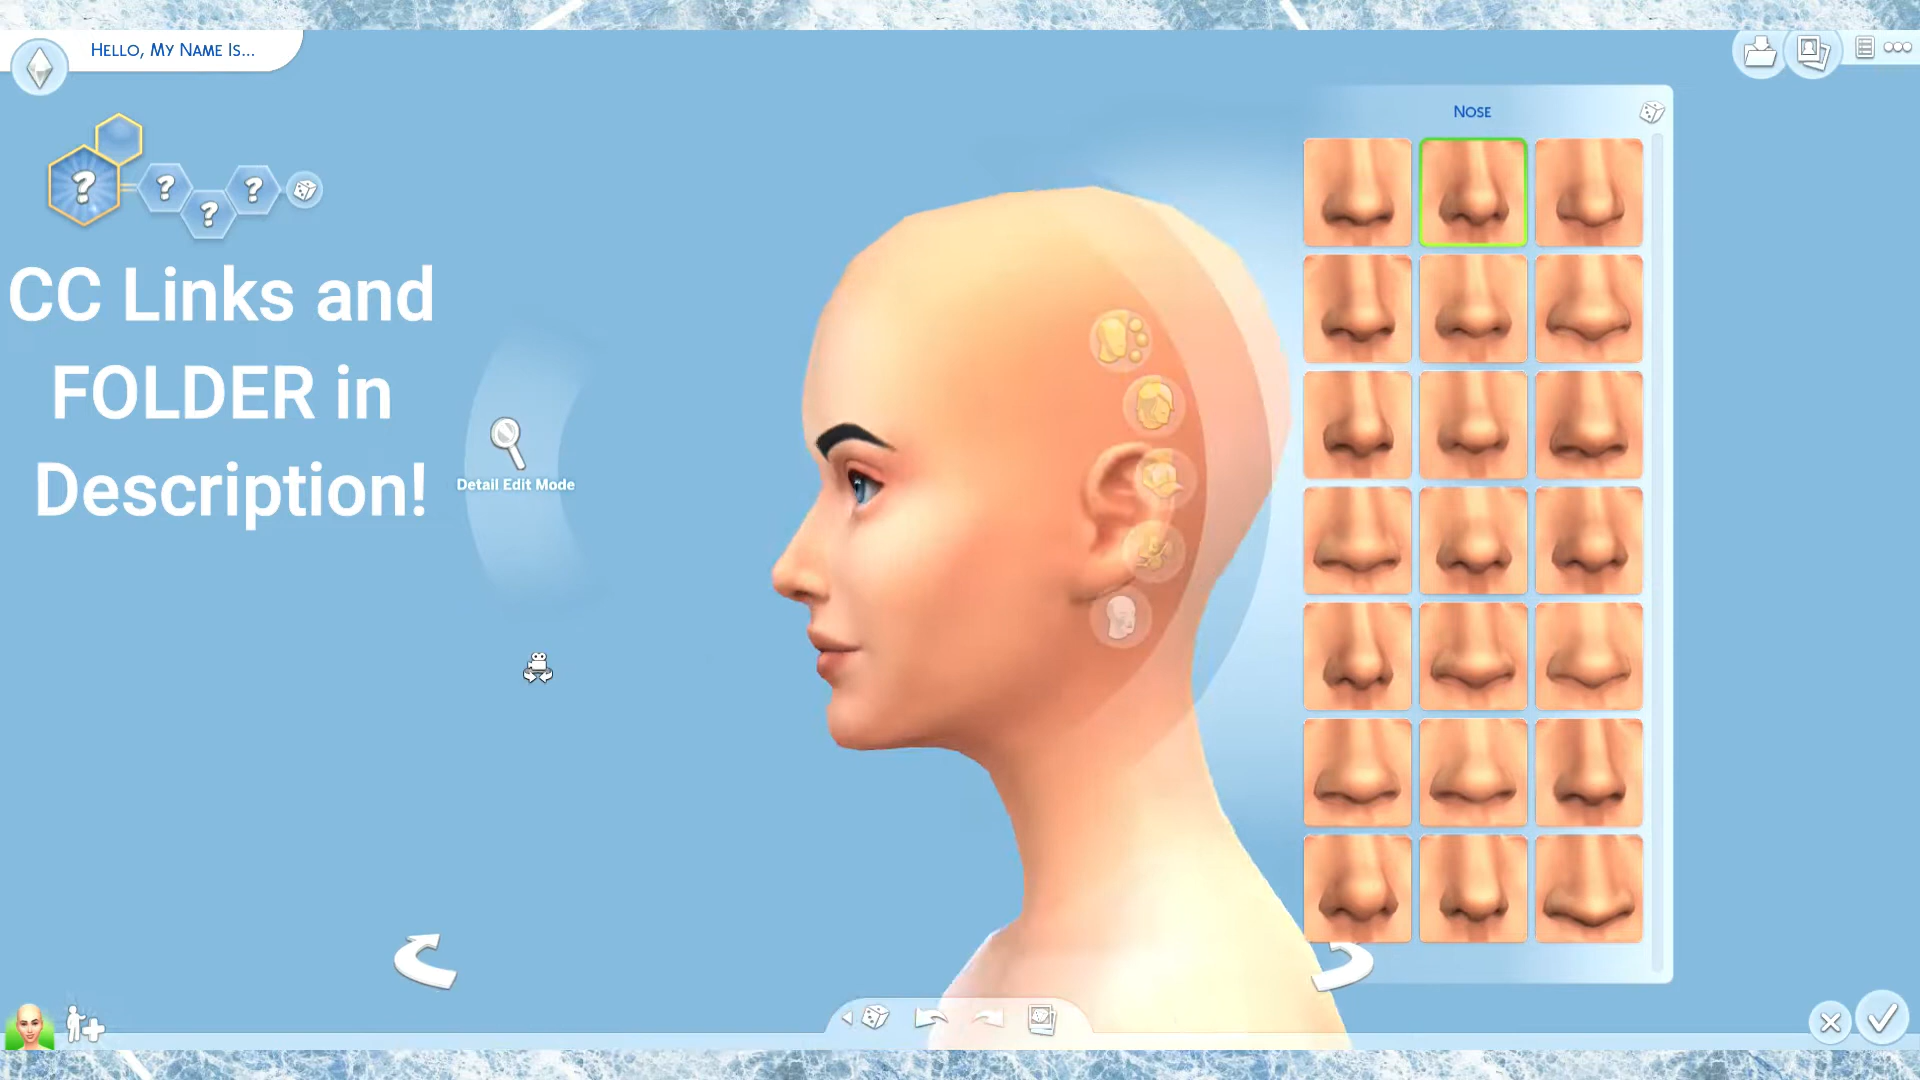 HELLO, MY NAME IS...
NOSE
CC Links and
FOLDER in
Description!
Detail Edit Mode